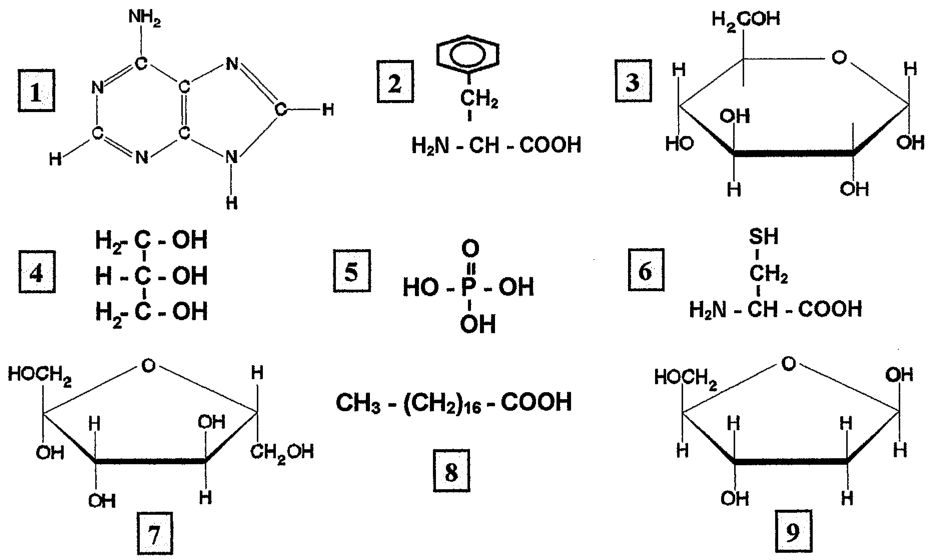 NH₂
N C C N
1
C H
H C N C N
H
2
CH₂
H₂N - CH - COOH
H₂COH
3
H O H
OH
HO OH
H OH
4
H₂- C - OH
H - C - OH
H₂- C - OH
5
O
HO - P - OH
OH
6
SH
CH₂
H₂N - CH - COOH
HOCH₂ O H
H OH
OH CH₂OH
OH H
7
CH₃ - (CH₂)₁₆ - COOH
8
HOCH₂ O OH
H H H H
OH H
9